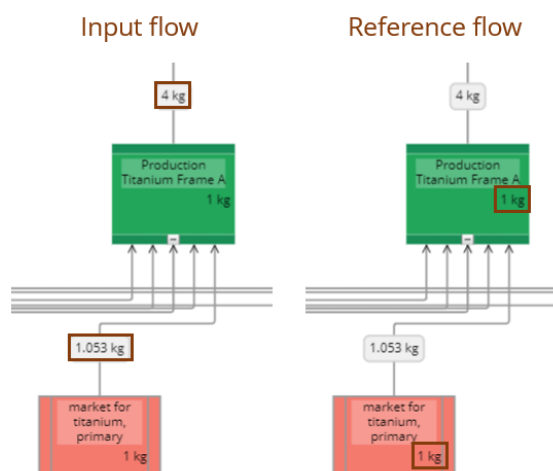 Input flow
4 kg
Production
Titanium Frame A
1 kg
1.053 kg
market for
titanium,
primary
1 kg
Reference flow
4 kg
Production
Titanium Frame A
1 kg
1.053 kg
market for
titanium,
primary
1 kg